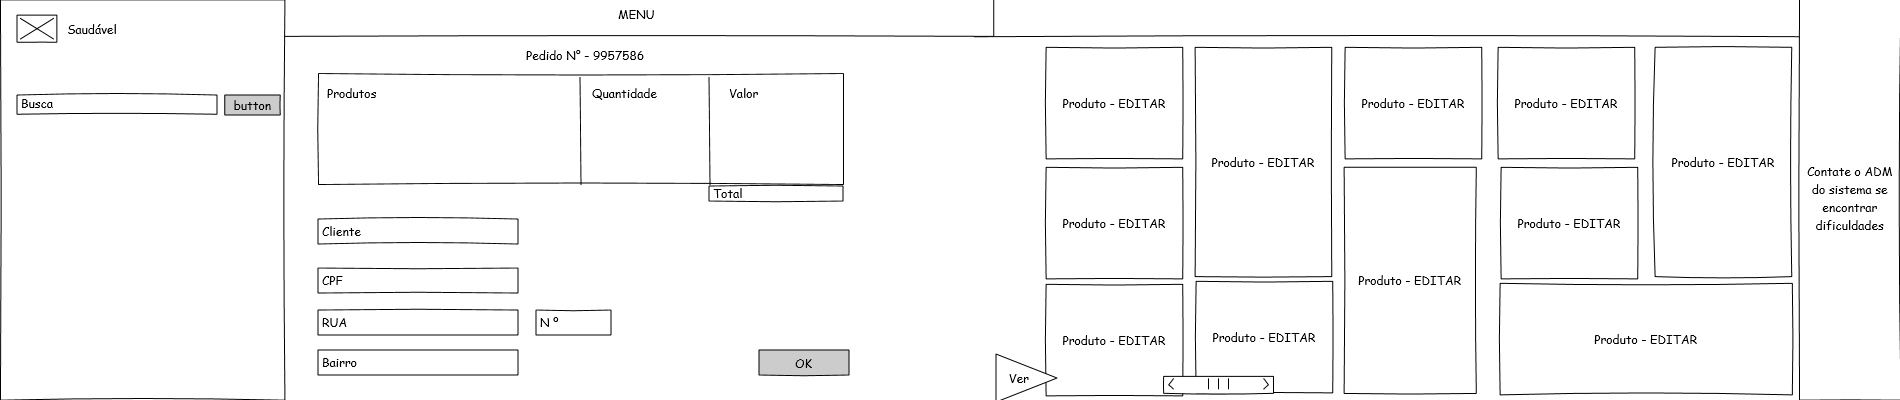 Saudável
Busca
button
MENU
Pedido Nº - 9957586
Produtos
Quantidade
Valor
Total
Cliente
CPF
RUA
N º
Bairro
OK
Produto - EDITAR
Produto - EDITAR
Produto - EDITAR
Produto - EDITAR
Produto - EDITAR
Produto - EDITAR
Produto - EDITAR
Produto - EDITAR
Produto - EDITAR
Produto - EDITAR
Produto - EDITAR
Ver
Contate o ADM
do sistema se
encontrar
dificuldades